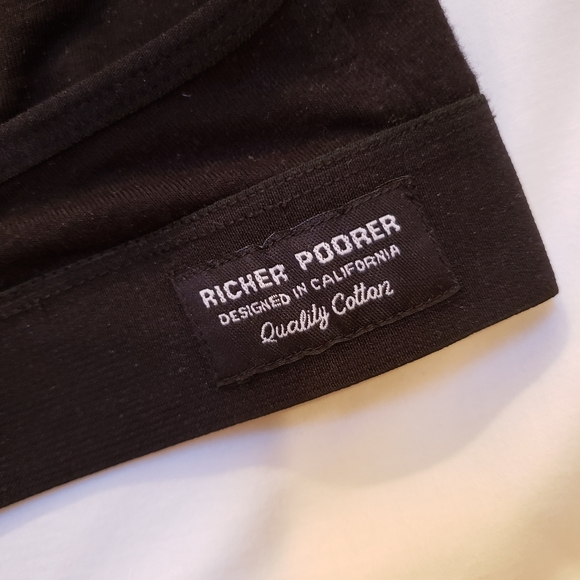 RICHER POORER
DESIGNED IN CALIFORNIA
Quality Cotton